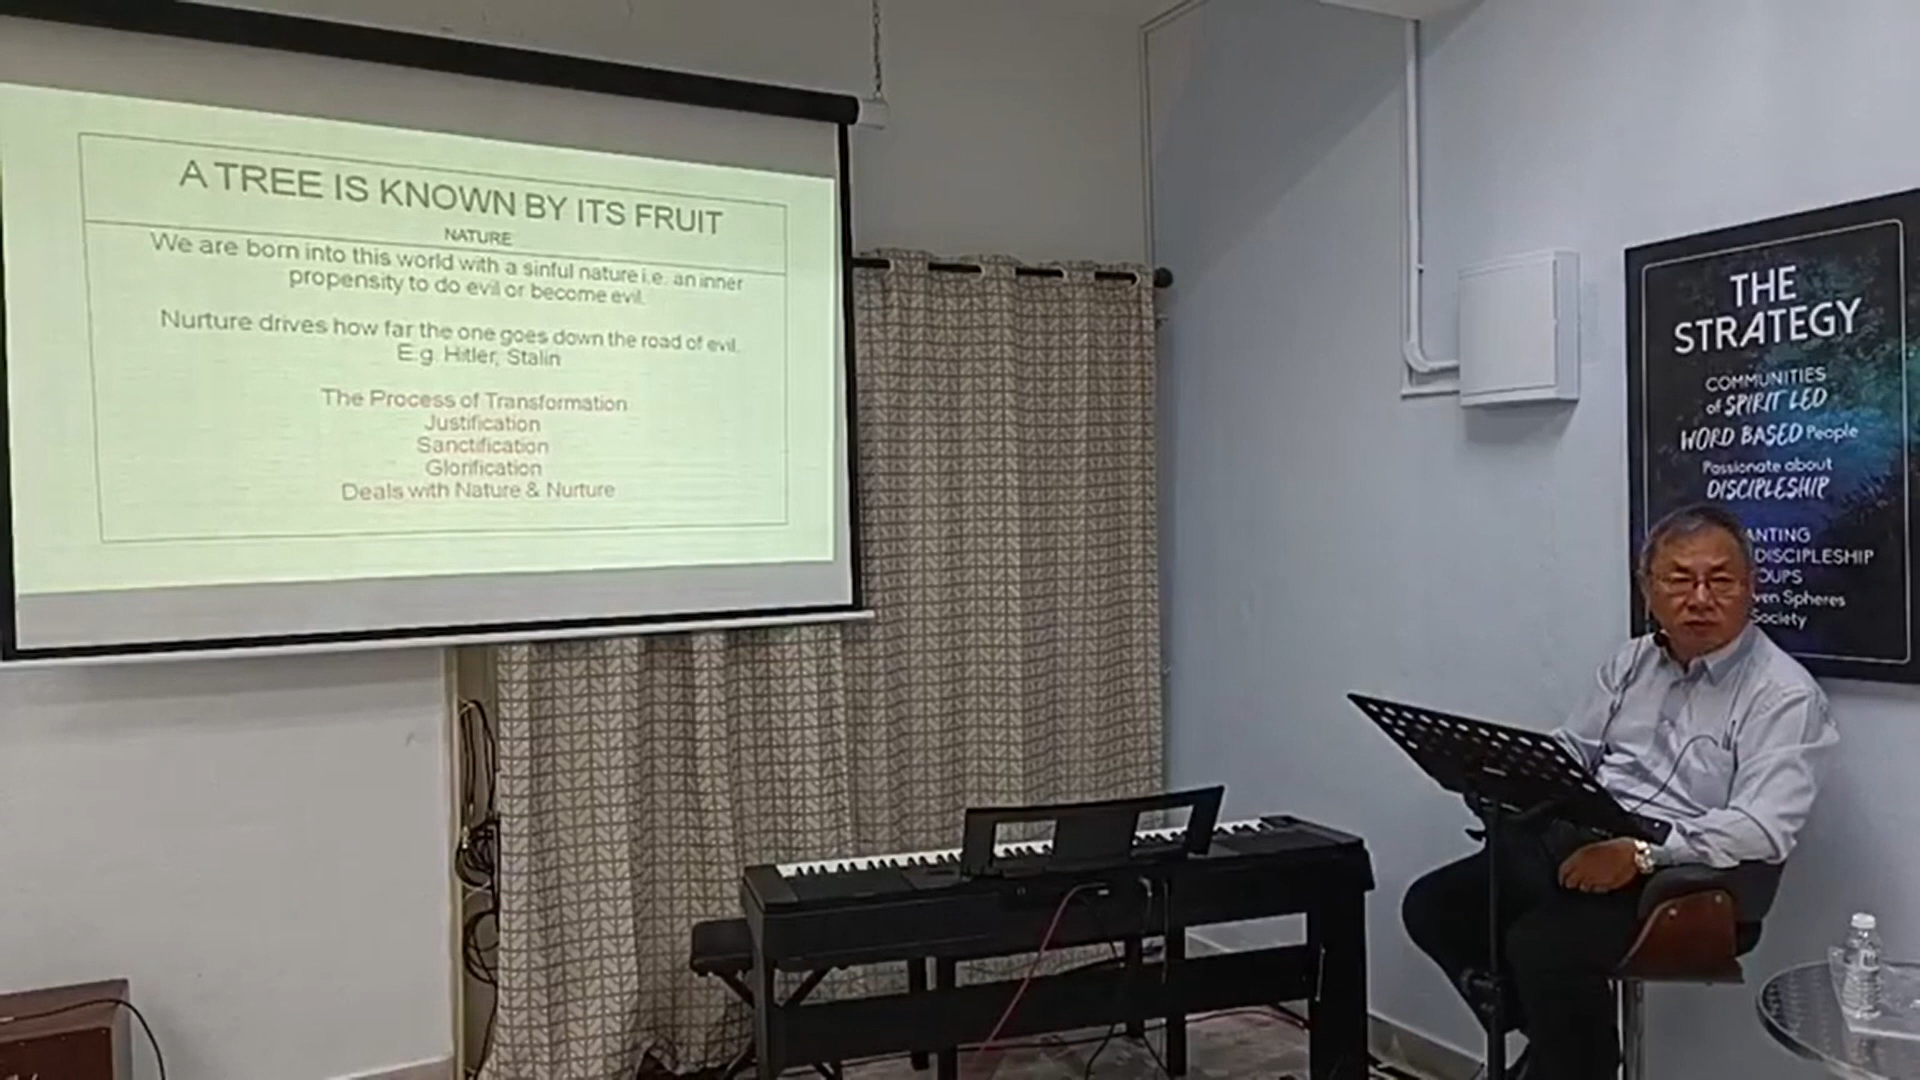 A TREE IS KNOWN BY ITS FRUIT
NATURE
We are born into this world with a sinful nature i.e. an inner
propensity to do evil or become evil.
Nurture drives how far the one goes down the road of evil.
E.g. Hitler, Stalin
The Process of Transformation
Justification
Sanctification
Glorification
Deals with Nature & Nurture
THE
STRATEGY
COMMUNITIES
of SPIRIT LED
WORD BASED People
Passionate about
DISCIPLESHIP
ANTING
DISCIPLESHIP
OUPS
ven Spheres
Society